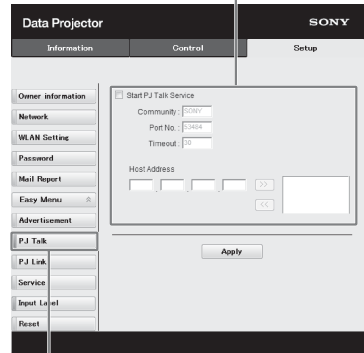 Data Projector
SONY
Information
Control
Setup
Owner information
Network
WLAN Setting
Password
Mail Report
Easy Menu
Advertisement
PJ Talk
PJ Link
Service
Input Label
Reset
Start PJ Talk Service
Community : SONY
Port No. : 53484
Timeout : 30
Host Address
. . .
>>
<<
Apply